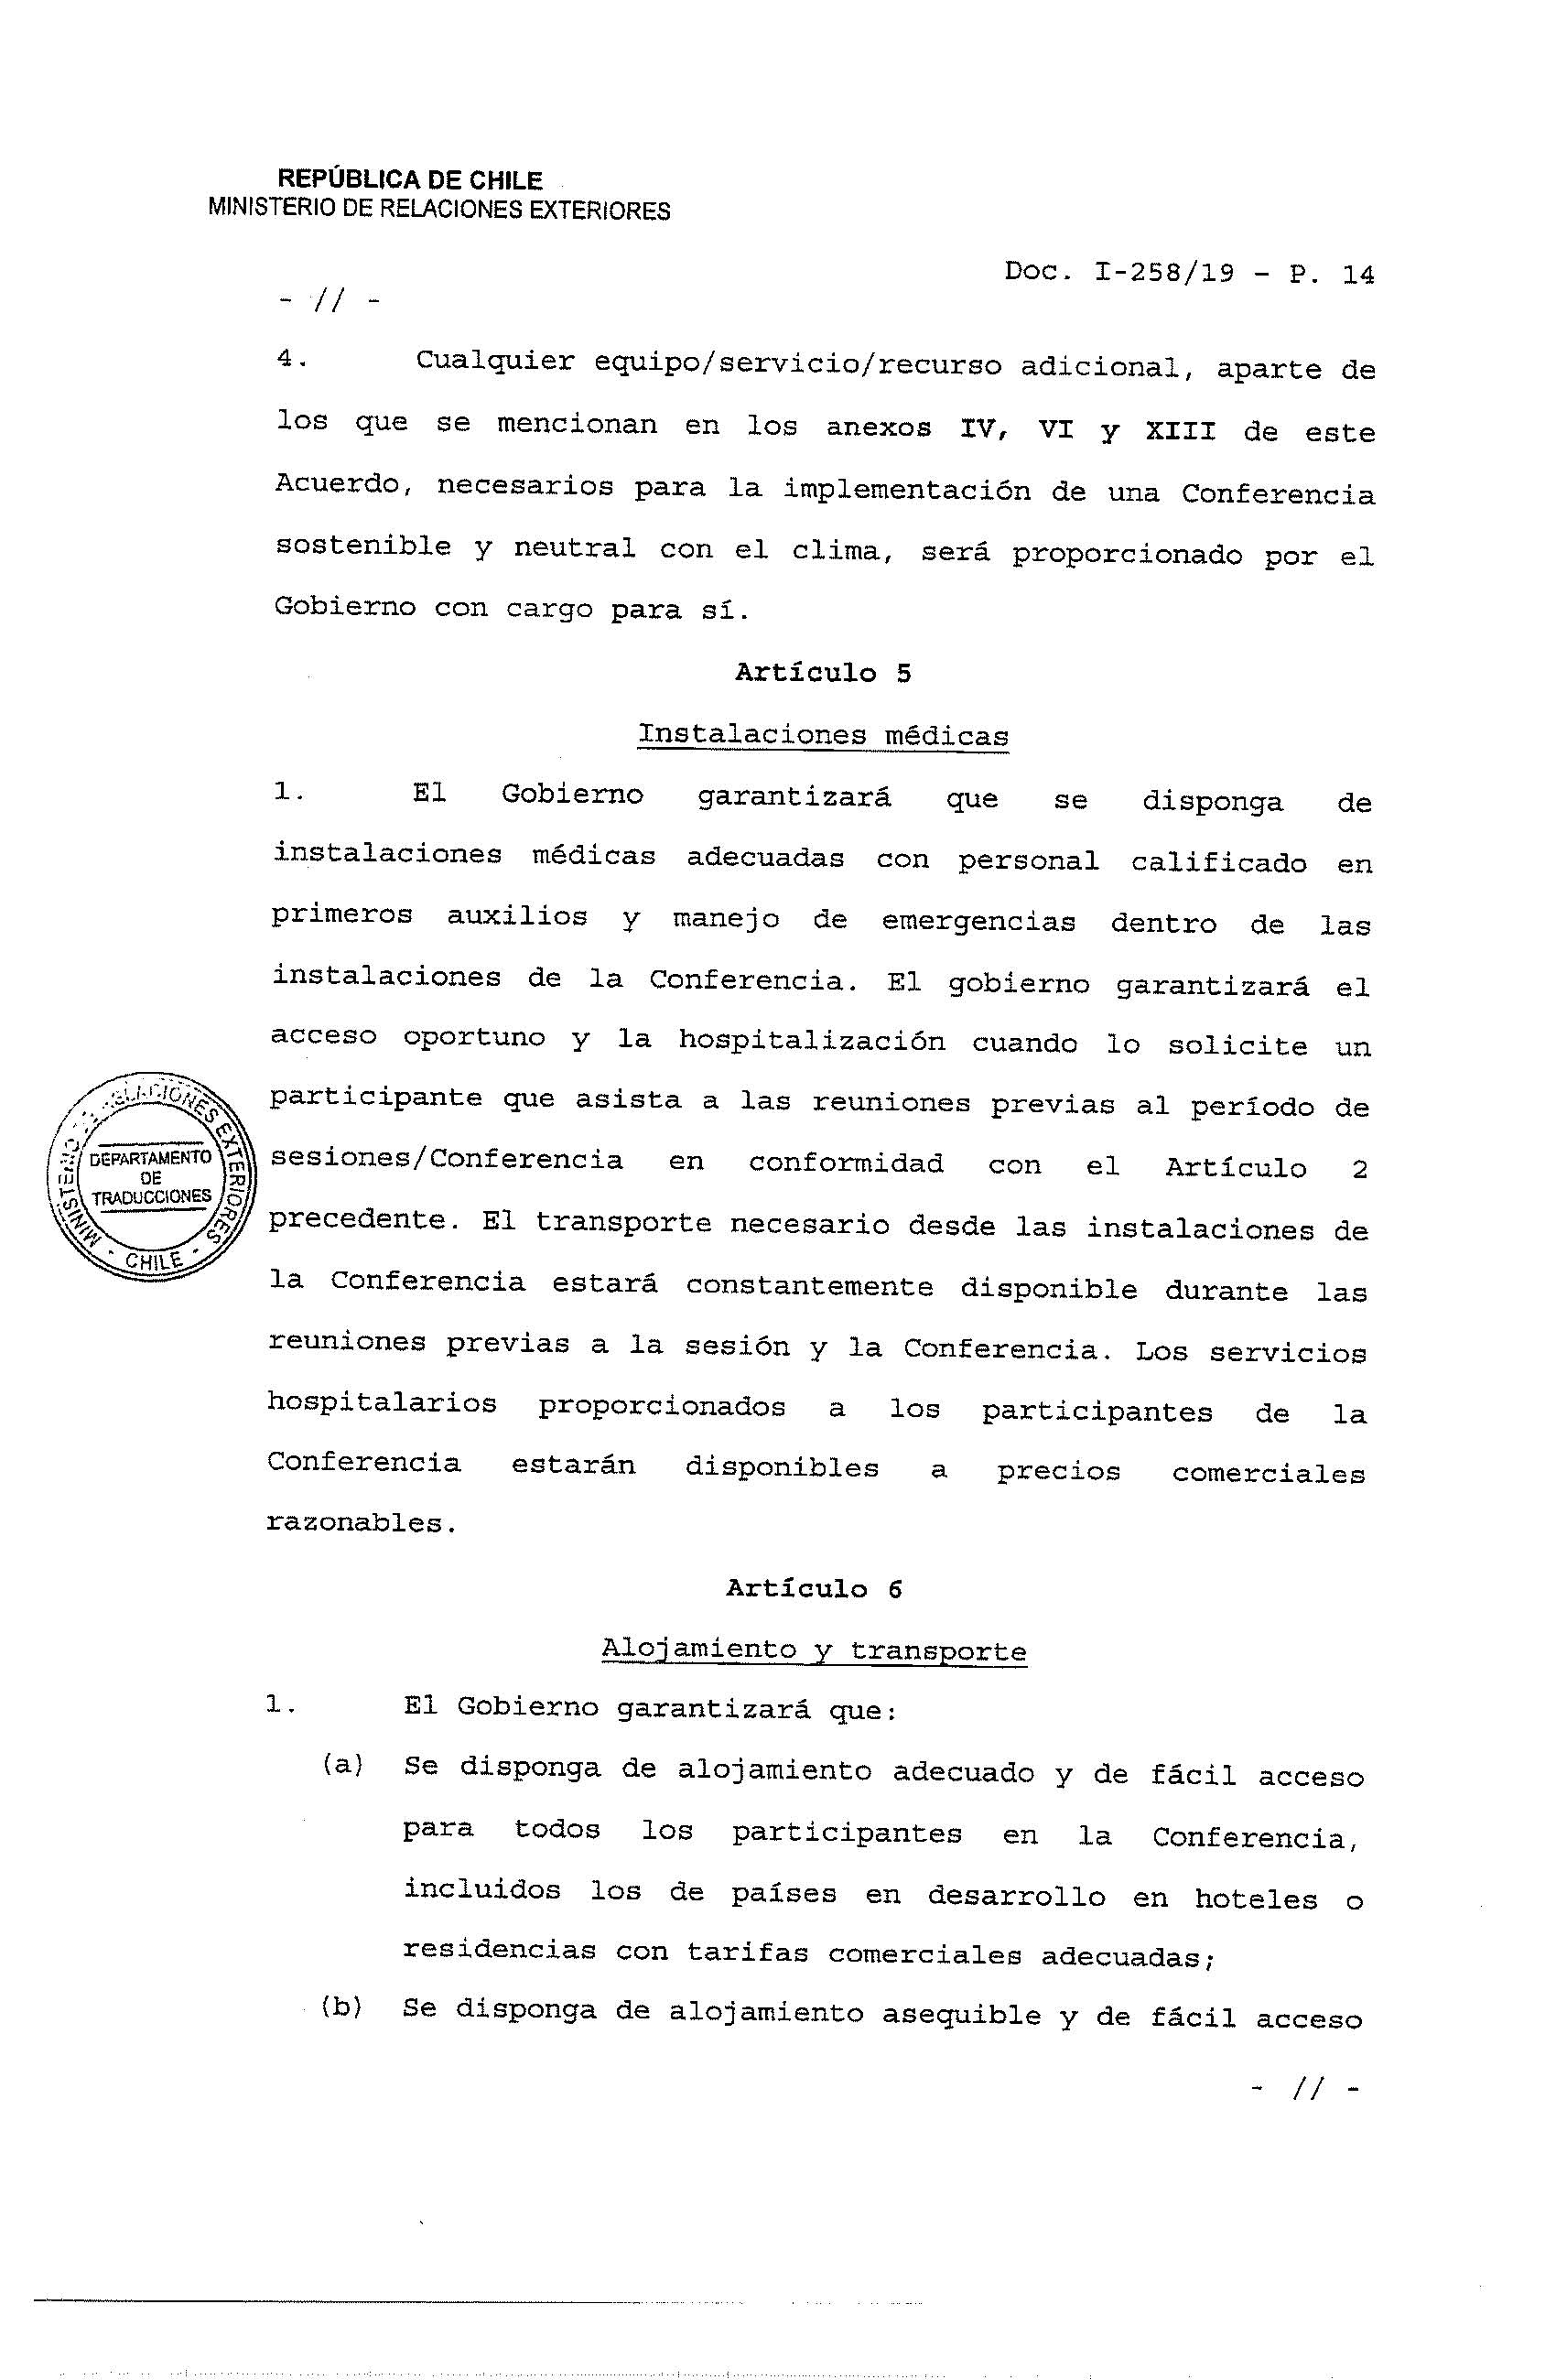 REPÚBLICA DE CHILE
MINISTERIO DE RELACIONES EXTERIORES
Doc. I-258/19 - P. 14
- // -
4. Cualquier equipo/servicio/recurso adicional, aparte de
los que se mencionan en los anexos IV, VI y XIII de este
Acuerdo, necesarios para la implementación de una Conferencia
sostenible y neutral con el clima, será proporcionado por el
Gobierno con cargo para sí.
Artículo 5
Instalaciones médicas
1. El Gobierno garantizará que se disponga de
instalaciones médicas adecuadas con personal calificado en
primeros auxilios y manejo de emergencias dentro de las
instalaciones de la Conferencia. El gobierno garantizará el
acceso oportuno y la hospitalización cuando lo solicite un
participante que asista a las reuniones previas al período de
sesiones/Conferencia en conformidad con el Artículo 2
precedente. El transporte necesario desde las instalaciones de
la Conferencia estará constantemente disponible durante las
reuniones previas a la sesión y la Conferencia. Los servicios
hospitalarios proporcionados a los participantes de la
Conferencia estarán disponibles a precios comerciales
razonables.
MINISTERIO DE RELACIONES EXTERIORES
DEPARTAMENTO
DE
TRADUCCIONES
- CHILE -
Artículo 6
Alojamiento y transporte
1. El Gobierno garantizará que:
(a) Se disponga de alojamiento adecuado y de fácil acceso
para todos los participantes en la Conferencia,
incluidos los de países en desarrollo en hoteles o
residencias con tarifas comerciales adecuadas;
(b) Se disponga de alojamiento asequible y de fácil acceso
- // -